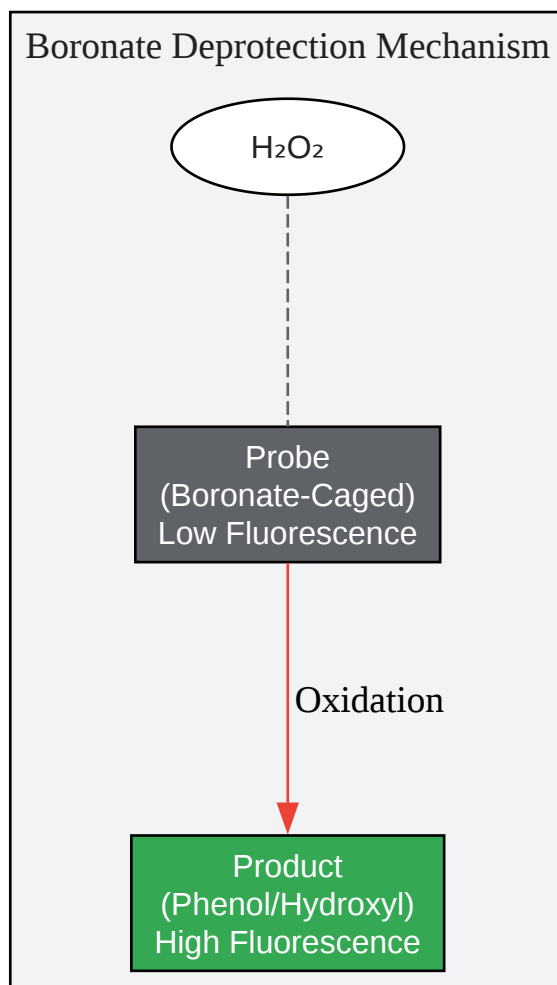 Boronate Deprotection Mechanism
H₂O₂
Probe
(Boronate-Caged)
Low Fluorescence
Oxidation
Product
(Phenol/Hydroxyl)
High Fluorescence